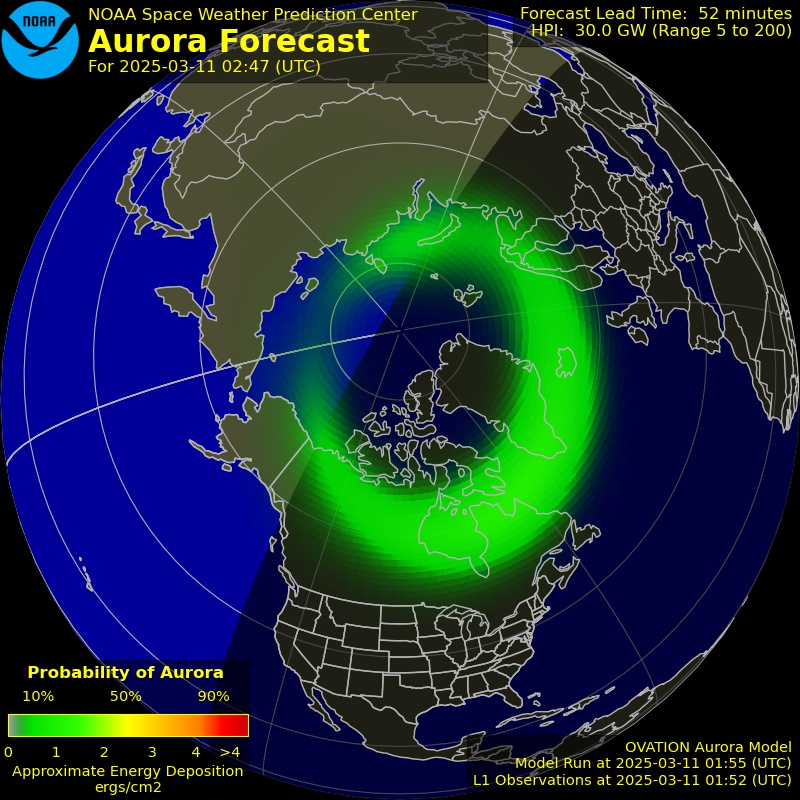 NOAA
NOAA Space Weather Prediction Center
Aurora Forecast
For 2025-03-11 02:47 (UTC)
Forecast Lead Time: 52 minutes
HPI: 30.0 GW (Range 5 to 200)
Probability of Aurora
10% 50% 90%
0 1 2 3 4 >4
Approximate Energy Deposition
ergs/cm2
OVATION Aurora Model
Model Run at 2025-03-11 01:55 (UTC)
L1 Observations at 2025-03-11 01:52 (UTC)